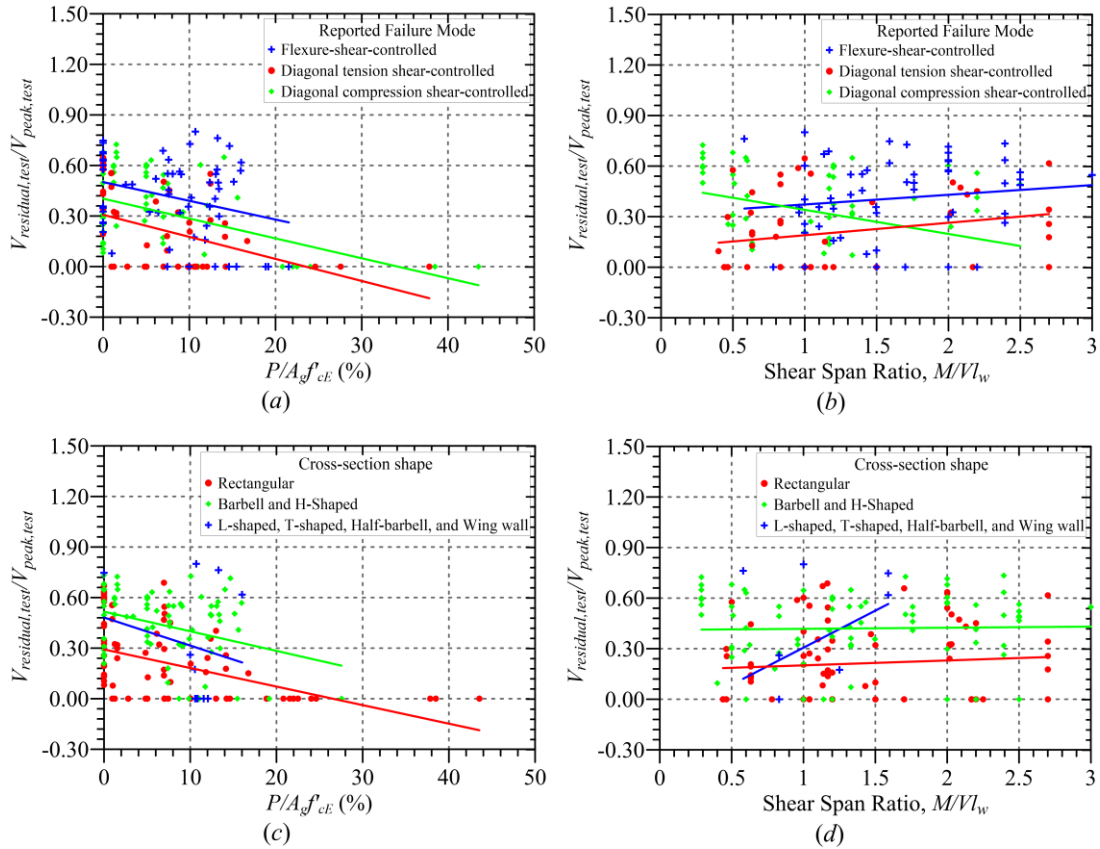 1.50
1.20
0.90
0.60
0.30
0.00
-0.30
V_residual,test/V_peak,test
Reported Failure Mode
Flexure-shear-controlled
Diagonal tension shear-controlled
Diagonal compression shear-controlled
0 10 20 30 40 50
P/A_g f'_cE (%)
(a)
1.50
1.20
0.90
0.60
0.30
0.00
-0.30
V_residual,test/V_peak,test
Reported Failure Mode
Flexure-shear-controlled
Diagonal tension shear-controlled
Diagonal compression shear-controlled
0 0.5 1 1.5 2 2.5 3
Shear Span Ratio, M/Vl_w
(b)
1.50
1.20
0.90
0.60
0.30
0.00
-0.30
V_residual,test/V_peak,test
Cross-section shape
Rectangular
Barbell and H-Shaped
L-shaped, T-shaped, Half-barbell, and Wing wall
0 10 20 30 40 50
P/A_g f'_cE (%)
(c)
1.50
1.20
0.90
0.60
0.30
0.00
-0.30
V_residual,test/V_peak,test
Cross-section shape
Rectangular
Barbell and H-Shaped
L-shaped, T-shaped, Half-barbell, and Wing wall
0 0.5 1 1.5 2 2.5 3
Shear Span Ratio, M/Vl_w
(d)